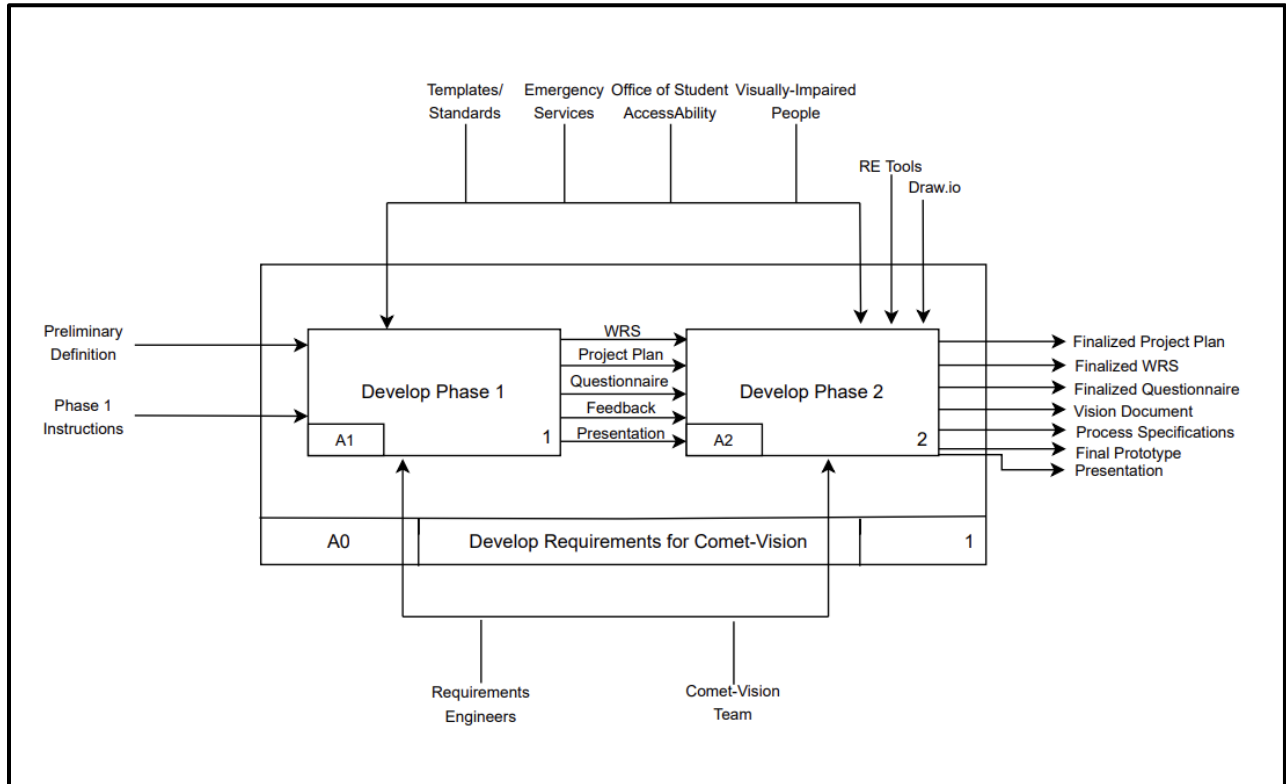 Templates/
Standards
Emergency
Services
Office of Student
AccessAbility
Visually-Impaired
People
RE Tools
Draw.io
Preliminary
Definition
Phase 1
Instructions
Develop Phase 1
A1
1
WRS
Project Plan
Questionnaire
Feedback
Presentation
Develop Phase 2
A2
2
Finalized Project Plan
Finalized WRS
Finalized Questionnaire
Vision Document
Process Specifications
Final Prototype
Presentation
A0
Develop Requirements for Comet-Vision
1
Requirements
Engineers
Comet-Vision
Team